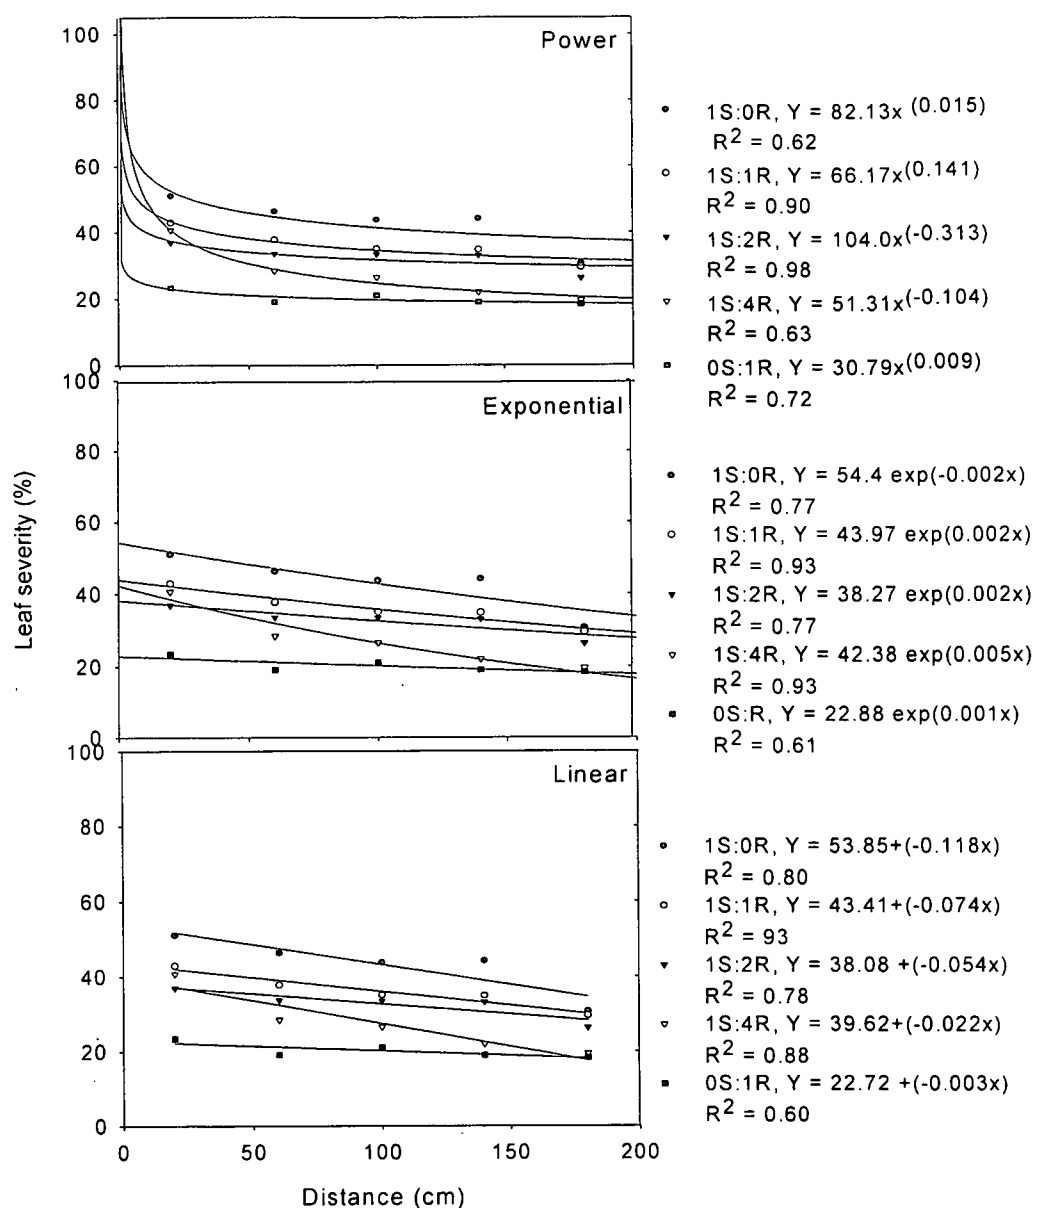 Leaf severity (%)
100
80
60
40
20
0
Power
1S:0R, Y = 82.13x (0.015)
R2 = 0.62
1S:1R, Y = 66.17x(0.141)
R2 = 0.90
1S:2R, Y = 104.0x(-0.313)
R2 = 0.98
1S:4R, Y = 51.31x(-0.104)
R2 = 0.63
0S:1R, Y = 30.79x(0.009)
R2 = 0.72
100
80
60
40
20
0
Exponential
1S:0R, Y = 54.4 exp(-0.002x)
R2 = 0.77
1S:1R, Y = 43.97 exp(0.002x)
R2 = 0.93
1S:2R, Y = 38.27 exp(0.002x)
R2 = 0.77
1S:4R, Y = 42.38 exp(0.005x)
R2 = 0.93
0S:R, Y = 22.88 exp(0.001x)
R2 = 0.61
100
80
60
40
20
0
Linear
1S:0R, Y = 53.85+(-0.118x)
R2 = 0.80
1S:1R, Y = 43.41+(-0.074x)
R2 = 93
1S:2R, Y = 38.08 +(-0.054x)
R2 = 0.78
1S:4R, Y = 39.62+(-0.022x)
R2 = 0.88
0S:1R, Y = 22.72 +(-0.003x)
R2 = 0.60
0 50 100 150 200
Distance (cm)